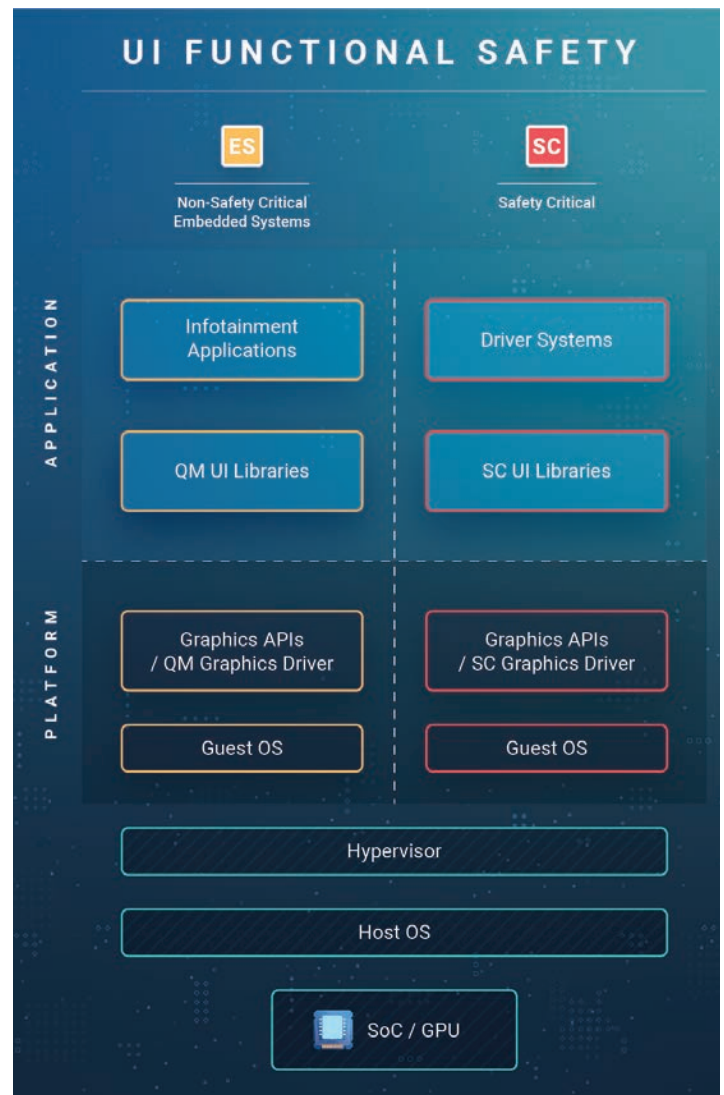 UI FUNCTIONAL SAFETY
ES
SC
Non-Safety Critical
Embedded Systems
Safety Critical
APPLICATION
Infotainment
Applications
Driver Systems
QM UI Libraries
SC UI Libraries
PLATFORM
Graphics APIs
/ QM Graphics Driver
Graphics APIs
/ SC Graphics Driver
Guest OS
Guest OS
Hypervisor
Host OS
SoC / GPU